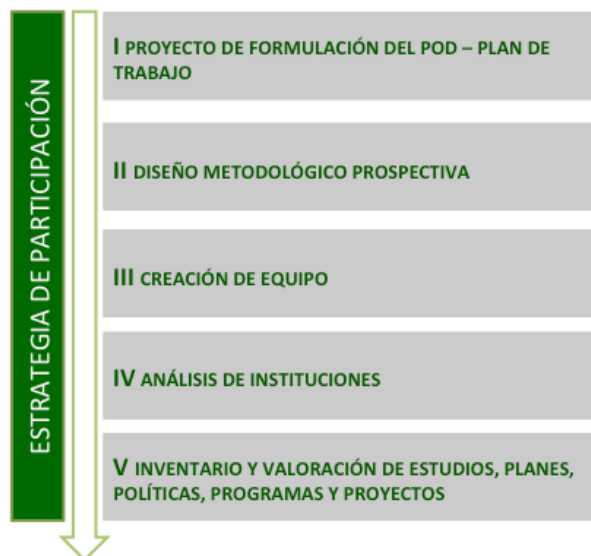 ESTRATEGIA DE PARTICIPACIÓN
I PROYECTO DE FORMULACIÓN DEL POD – PLAN DE
TRABAJO
II DISEÑO METODOLÓGICO PROSPECTIVA
III CREACIÓN DE EQUIPO
IV ANÁLISIS DE INSTITUCIONES
V INVENTARIO Y VALORACIÓN DE ESTUDIOS, PLANES,
POLÍTICAS, PROGRAMAS Y PROYECTOS